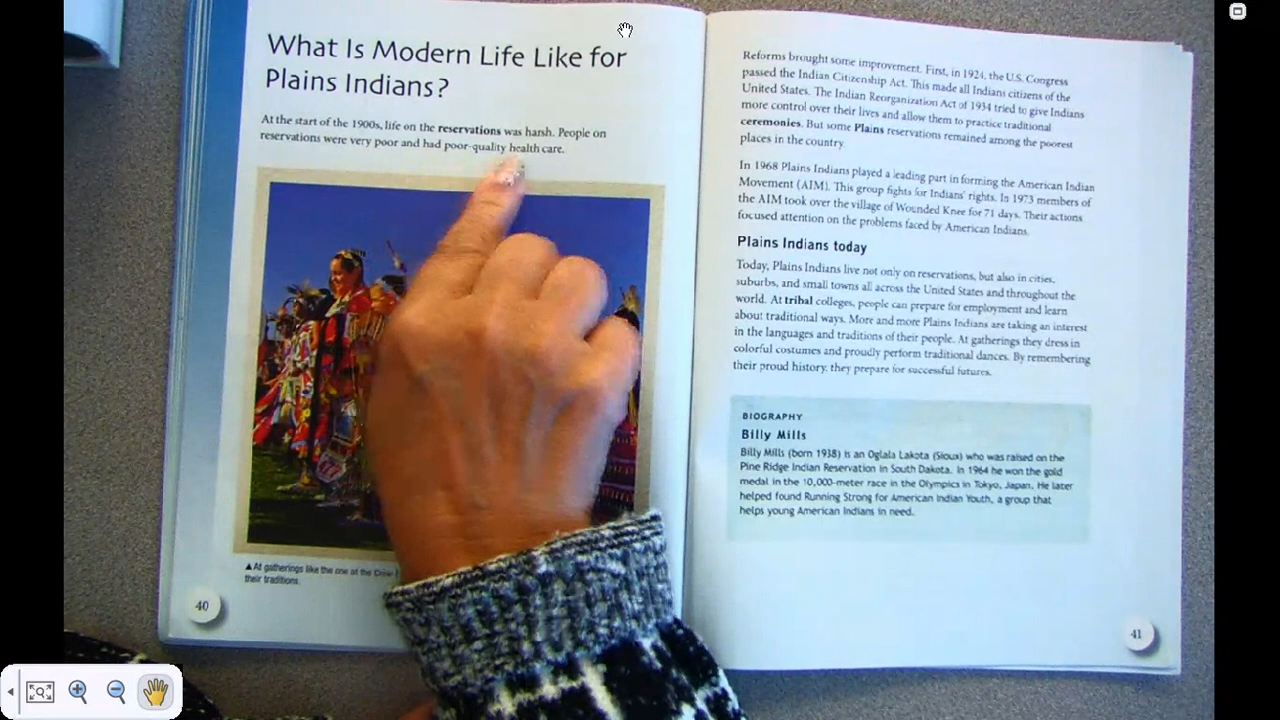 What Is Modern Life Like for
Plains Indians?
At the start of the 1900s, life on the reservations was harsh. People on
reservations were very poor and had poor-quality health care.
▲At gatherings like the one at the Crow
their traditions.
40
Reforms brought some improvement. First, in 1924, the U.S. Congress
passed the Indian Citizenship Act. This made all Indians citizens of the
United States. The Indian Reorganization Act of 1934 tried to give Indians
more control over their lives and allow them to practice traditional
ceremonies. But some Plains reservations remained among the poorest
places in the country.
In 1968 Plains Indians played a leading part in forming the American Indian
Movement (AIM). This group fights for Indians' rights. In 1973 members of
the AIM took over the village of Wounded Knee for 71 days. Their actions
focused attention on the problems faced by American Indians.
Plains Indians today
Today, Plains Indians live not only on reservations, but also in cities,
suburbs, and small towns all across the United States and throughout the
world. At tribal colleges, people can prepare for employment and learn
about traditional ways. More and more Plains Indians are taking an interest
in the languages and traditions of their people. At gatherings they dress in
colorful costumes and proudly perform traditional dances. By remembering
their proud history, they prepare for successful futures.
BIOGRAPHY
Billy Mills
Billy Mills (born 1938) is an Oglala Lakota (Sioux) who was raised on the
Pine Ridge Indian Reservation in South Dakota. In 1964 he won the gold
medal in the 10,000-meter race in the Olympics in Tokyo, Japan. He later
helped found Running Strong for American Indian Youth, a group that
helps young American Indians in need.
41